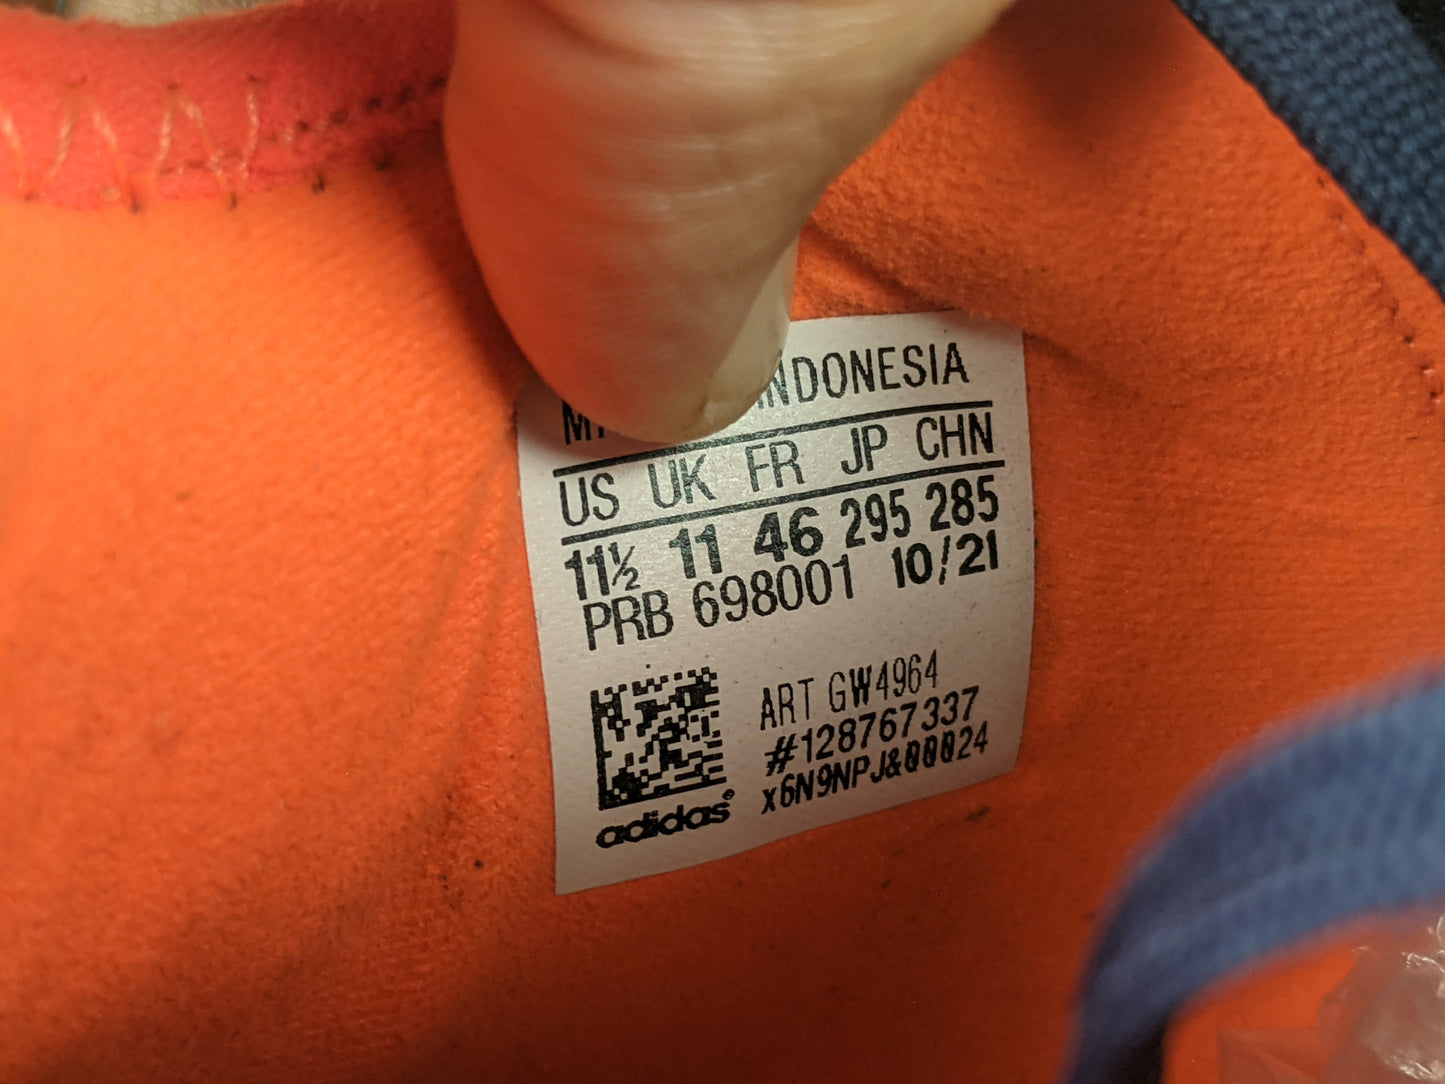 INDONESIA
US UK FR JP CHN
11½ 11 46 295 285
PRB 698001 10/21
ART GW4964
#128767337
x6N9NPJ&00024
adidas®